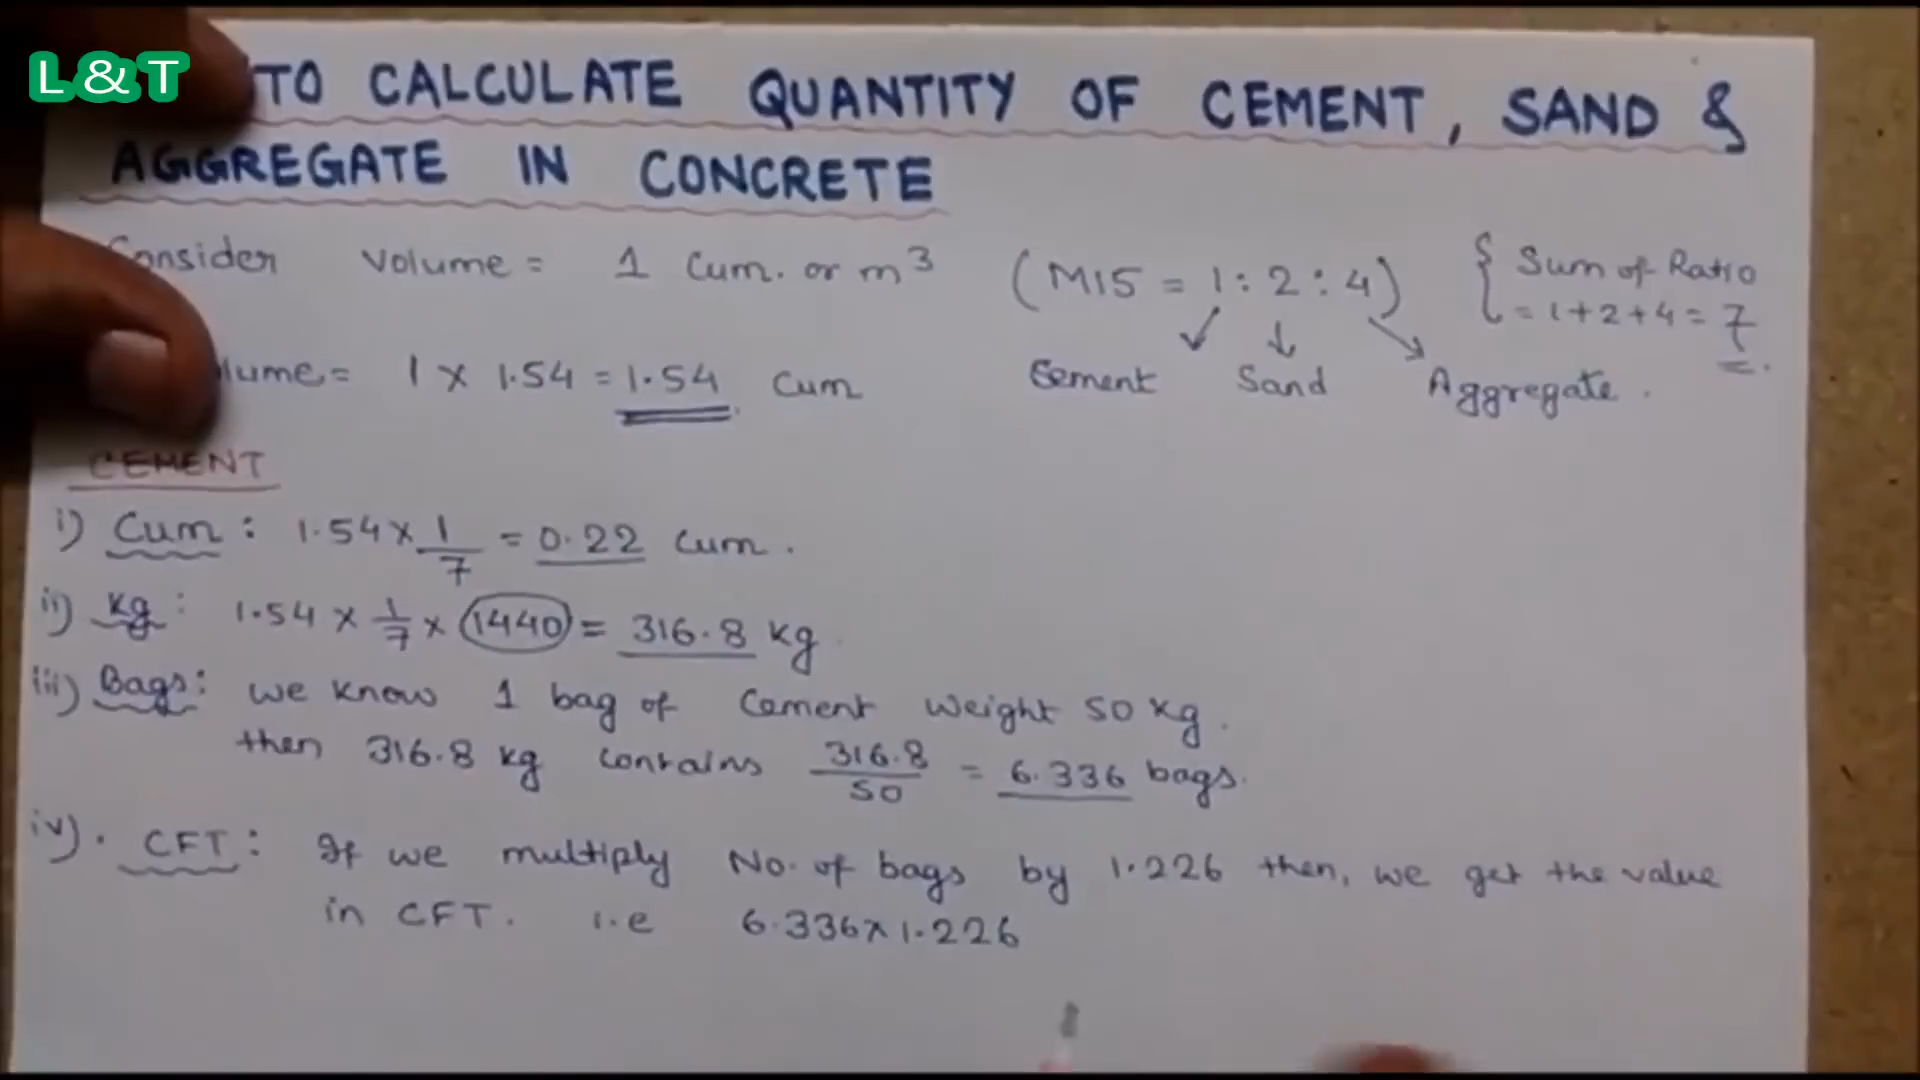 L&T
TO CALCULATE QUANTITY OF CEMENT, SAND &
AGGREGATE IN CONCRETE
Consider Volume = 1 Cum. or m³ (M15 = 1:2:4) { Sum of Ratio
= 1+2+4 = 7
lume = 1 x 1.54 = 1.54 Cum Cement Sand Aggregate.
CEMENT
i) Cum: 1.54 x 1/7 = 0.22 Cum.
ii) Kg: 1.54 x 1/7 x 1440 = 316.8 kg
iii) Bags: we know 1 bag of Cement weight 50 kg.
then 316.8 kg contains 316.8/50 = 6.336 bags.
iv). CFT: If we multiply No. of bags by 1.226 then, we get the value
in CFT. i.e 6.336x1.226